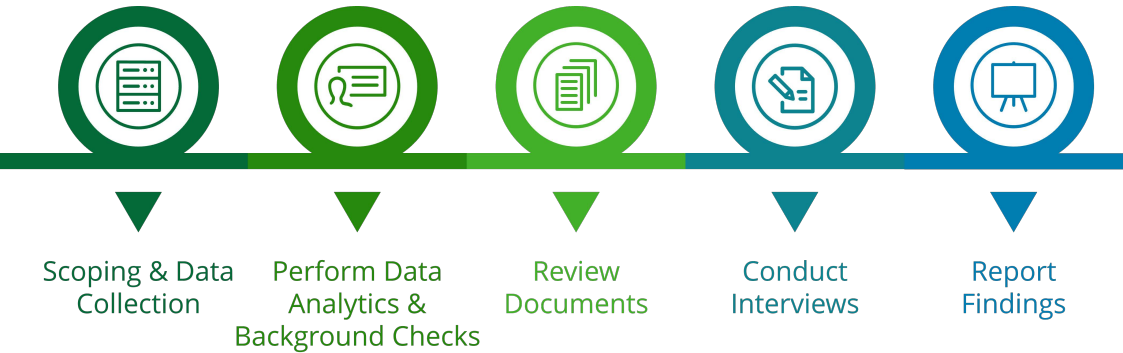 Scoping & Data
Collection
Perform Data
Analytics &
Background Checks
Review
Documents
Conduct
Interviews
Report
Findings